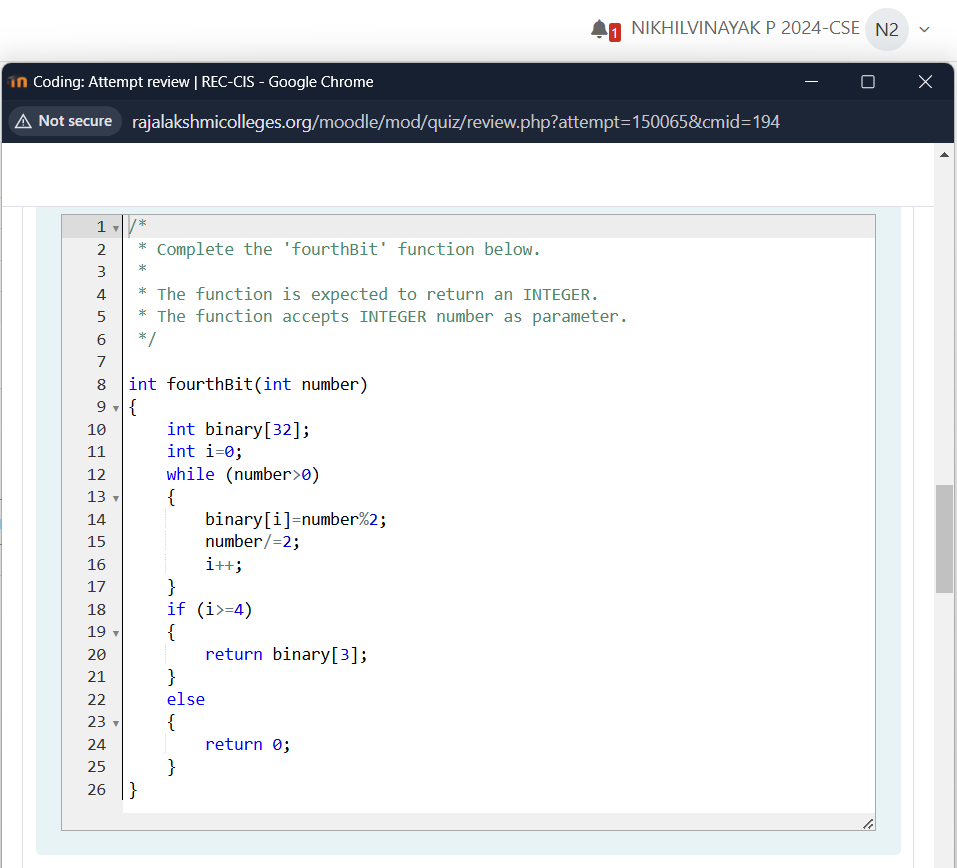 1 NIKHILVINAYAK P 2024-CSE N2
in Coding: Attempt review | REC-CIS - Google Chrome
Not secure rajalakshmicolleges.org/moodle/mod/quiz/review.php?attempt=150065&cmid=194
1 /*
2  * Complete the 'fourthBit' function below.
3  *
4  * The function is expected to return an INTEGER.
5  * The function accepts INTEGER number as parameter.
6  */
7
8 int fourthBit(int number)
9 {
10     int binary[32];
11     int i=0;
12     while (number>0)
13     {
14         binary[i]=number%2;
15         number/=2;
16         i++;
17     }
18     if (i>=4)
19     {
20         return binary[3];
21     }
22     else
23     {
24         return 0;
25     }
26 }